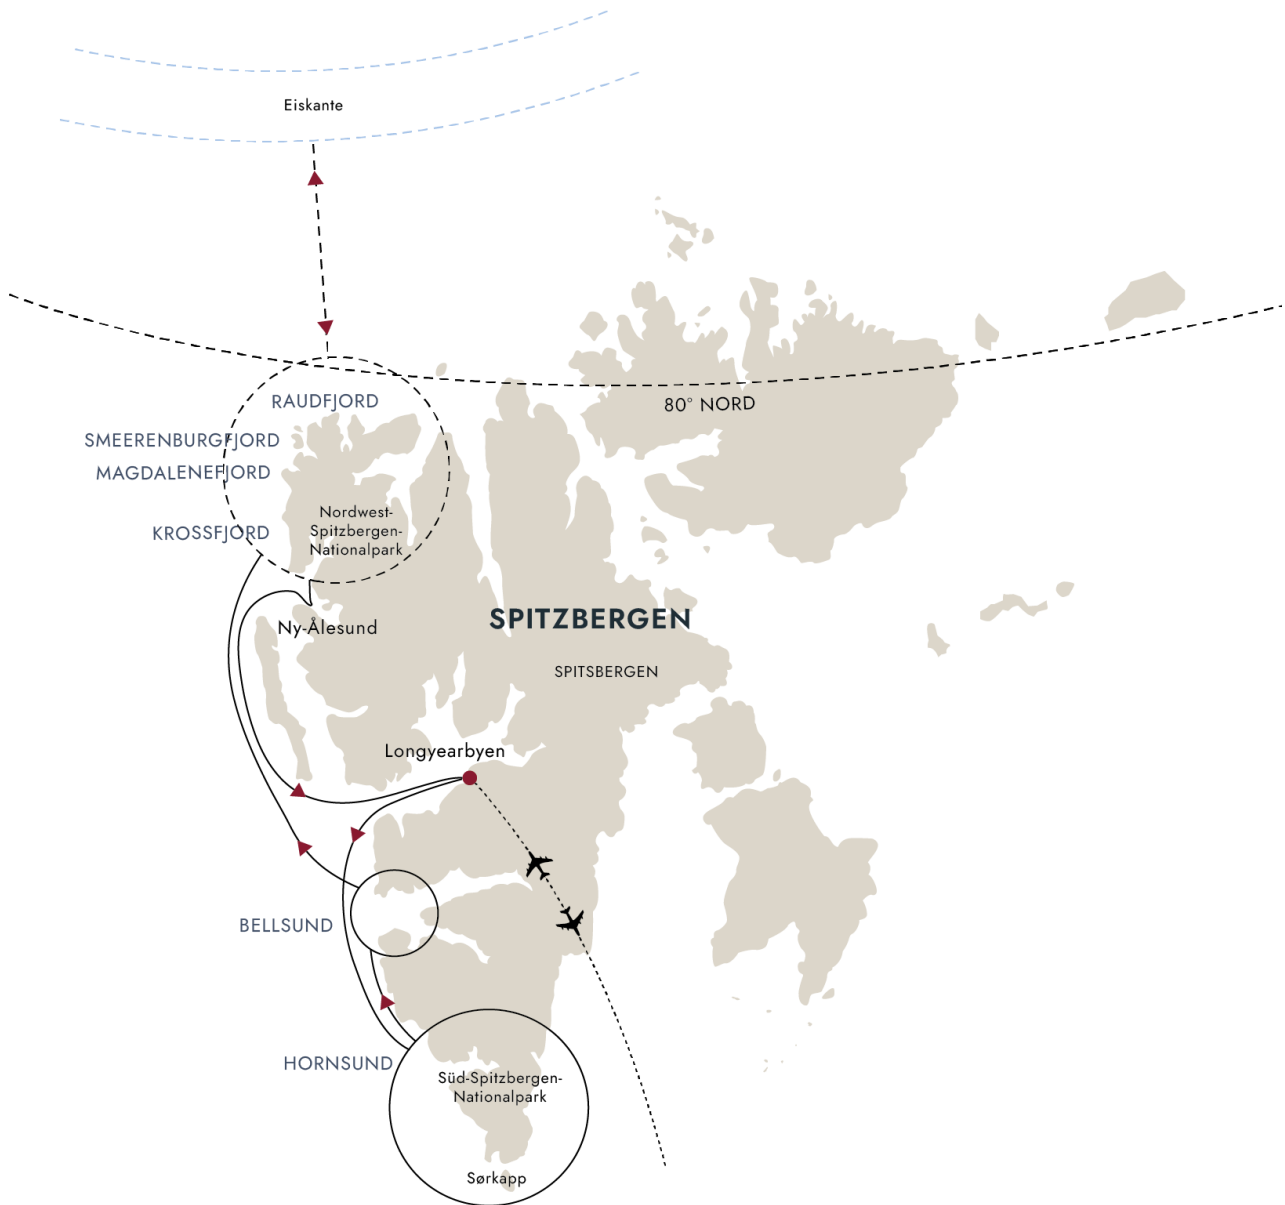 Eiskante
80° NORD
RAUDFJORD
SMEERENBURGFJORD
MAGDALENEFJORD
KROSSFJORD
Nordwest-
Spitzbergen-
Nationalpark
Ny-Ålesund
SPITZBERGEN
SPITSBERGEN
Longyearbyen
BELLSUND
HORNSUND
Süd-Spitzbergen-
Nationalpark
Sørkapp